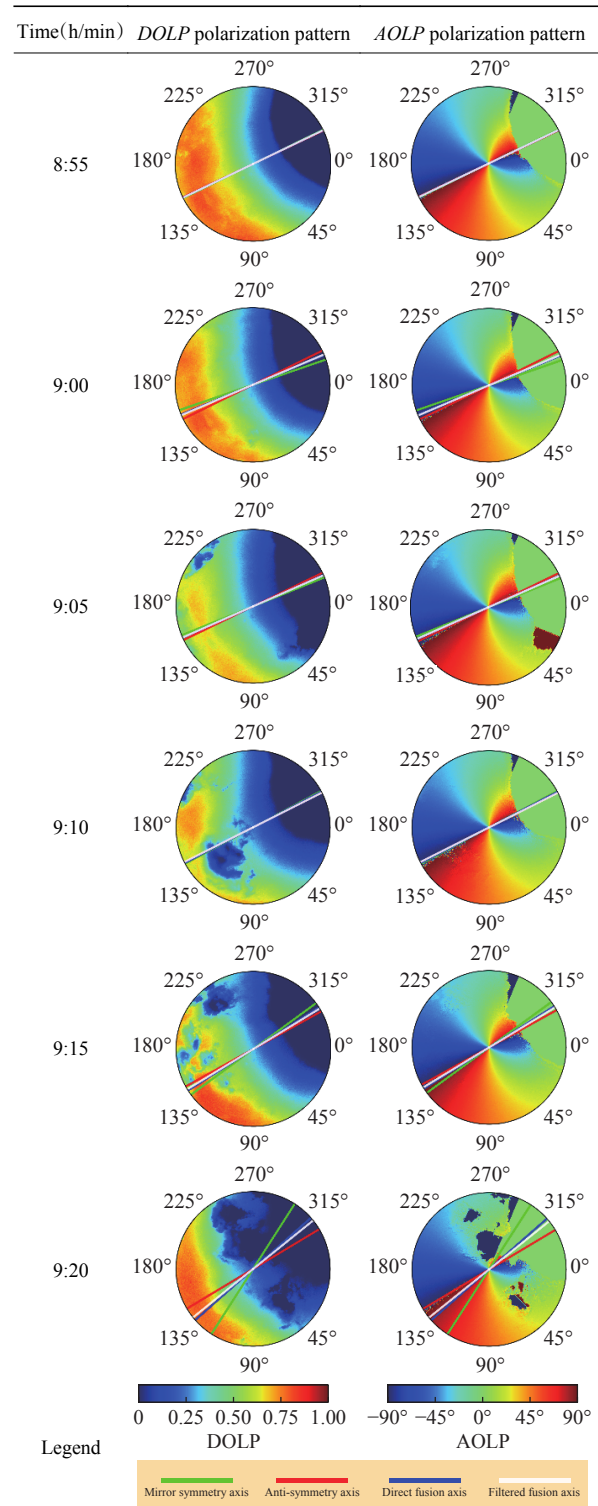 Time(h/min) DOLP polarization pattern AOLP polarization pattern
270° 270°
225° 315° 225° 315°
8:55 180° 0° 180° 0°
135° 45° 135° 45°
90° 90°
270° 270°
225° 315° 225° 315°
9:00 180° 0° 180° 0°
135° 45° 135° 45°
90° 90°
270° 270°
225° 315° 225° 315°
9:05 180° 0° 180° 0°
135° 45° 135° 45°
90° 90°
270° 270°
225° 315° 225° 315°
9:10 180° 0° 180° 0°
135° 45° 135° 45°
90° 90°
270° 270°
225° 315° 225° 315°
9:15 180° 0° 180° 0°
135° 45° 135° 45°
90° 90°
270° 270°
225° 315° 225° 315°
9:20 180° 0° 180° 0°
135° 45° 135° 45°
90° 90°
0 0.25 0.50 0.75 1.00 −90° −45° 0° 45° 90°
Legend DOLP AOLP
Mirror symmetry axis Anti-symmetry axis Direct fusion axis Filtered fusion axis